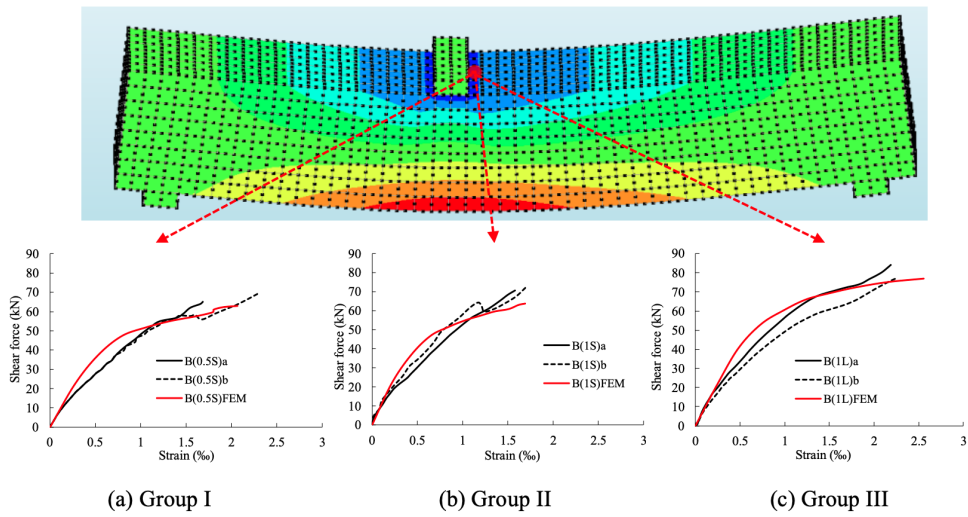 90
80
70
60
50
40
30
20
10
0
Shear force (kN)
B(0.5S)a
B(0.5S)b
B(0.5S)FEM
0 0.5 1 1.5 2 2.5 3
Strain (‰)
(a) Group I
90
80
70
60
50
40
30
20
10
0
Shear force (kN)
B(1S)a
B(1S)b
B(1S)FEM
0 0.5 1 1.5 2 2.5 3
Strain (‰)
(b) Group II
90
80
70
60
50
40
30
20
10
0
Shear force (kN)
B(1L)a
B(1L)b
B(1L)FEM
0 0.5 1 1.5 2 2.5 3
Strain (‰)
(c) Group III